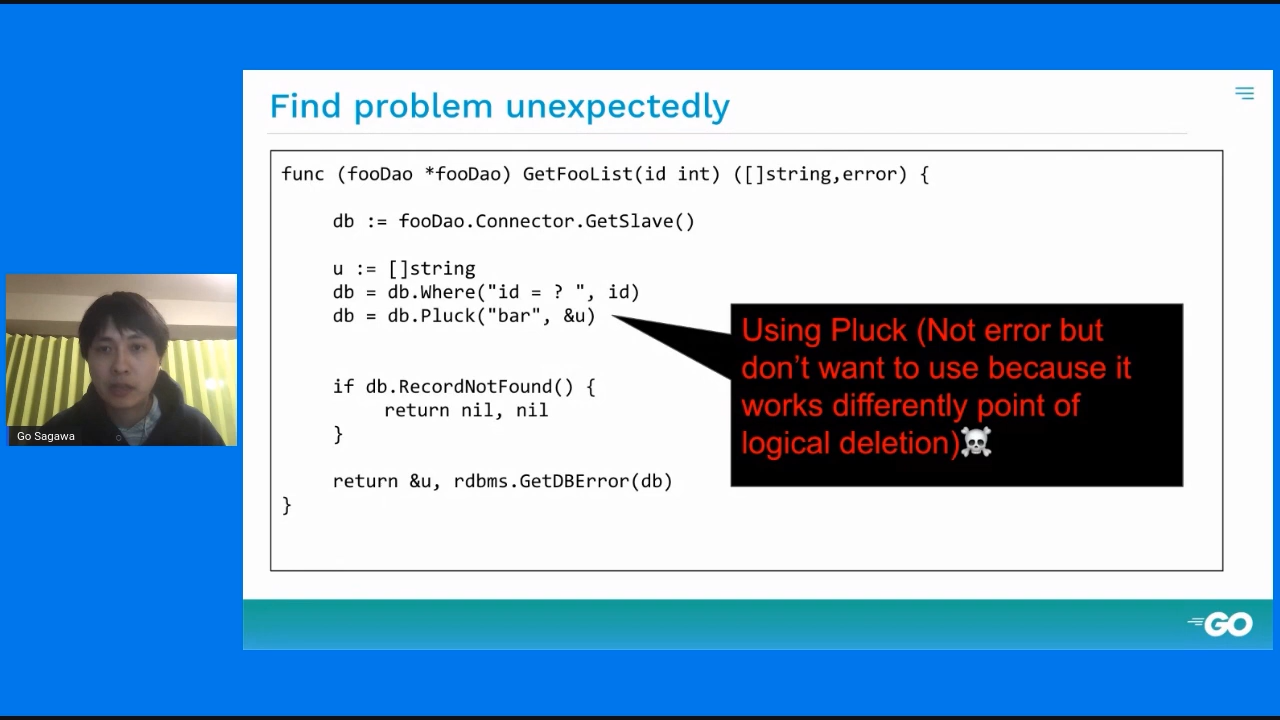 Find problem unexpectedly
func (fooDao *fooDao) GetFooList(id int) ([]string,error) {
db := fooDao.Connector.GetSlave()
u := []string
db = db.Where("id = ? ", id)
db = db.Pluck("bar", &u)
if db.RecordNotFound() {
return nil, nil
}
return &u, rdbms.GetDBError(db)
}
Using Pluck (Not error but
don’t want to use because it
works differently point of
logical deletion)☠
Go Sagawa
GO